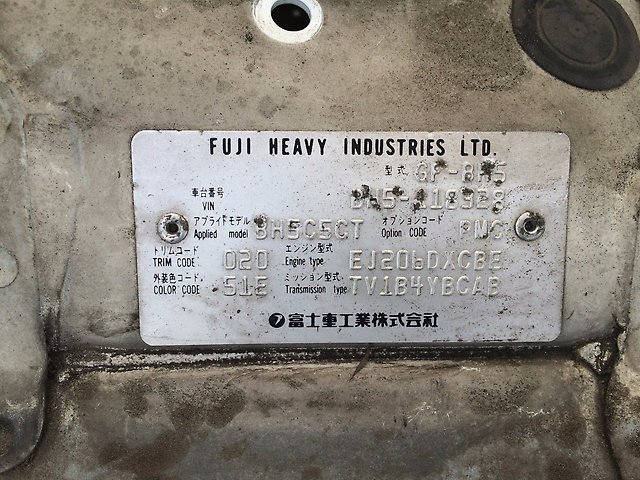 FUJI HEAVY INDUSTRIES LTD.
型式 GF-BH5
車台番号
VIN BH5-118928
アプライドモデル オプションコード
Applied model BH5C5CT Option CODE PNC
トリムコード エンジン型式
TRIM CODE 020 Engine type EJ206DXCBE
外装色コード ミッション型式
COLOR CODE 51E Transmission type TV1B4YBCAB
富士重工業株式会社